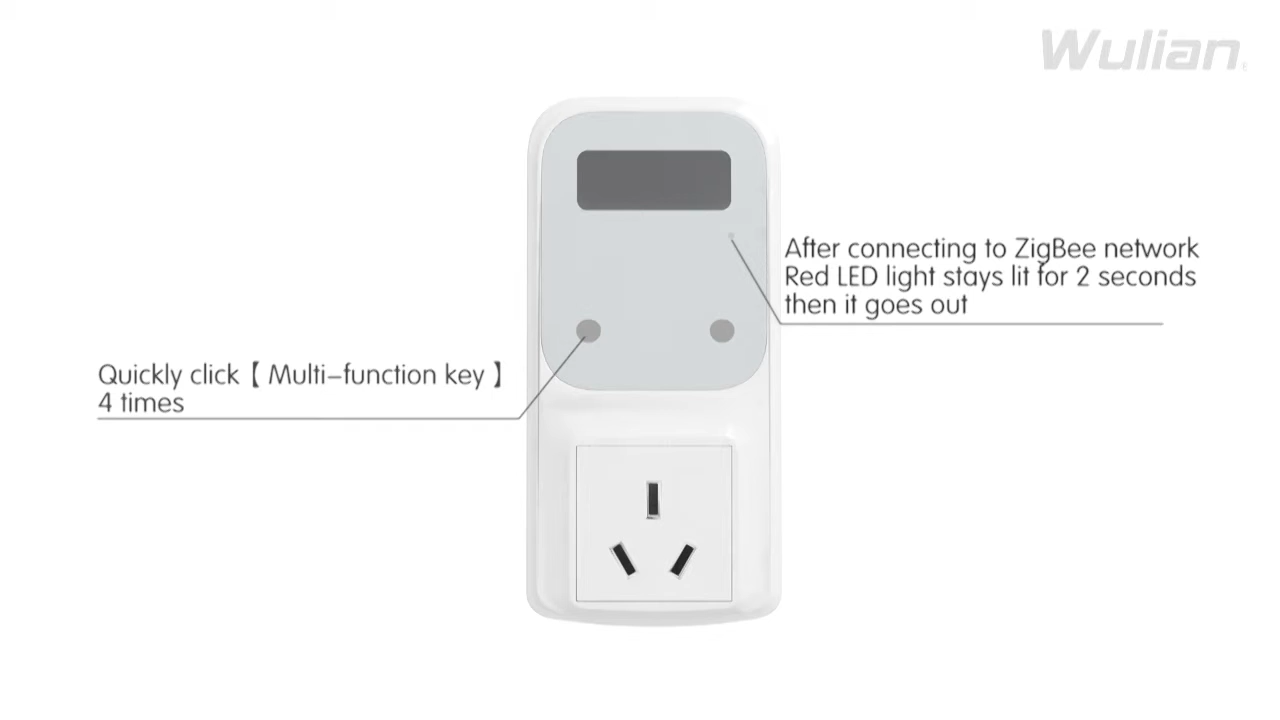 Wulian
After connecting to ZigBee network
Red LED light stays lit for 2 seconds
then it goes out
Quickly click【 Multi-function key 】
4 times